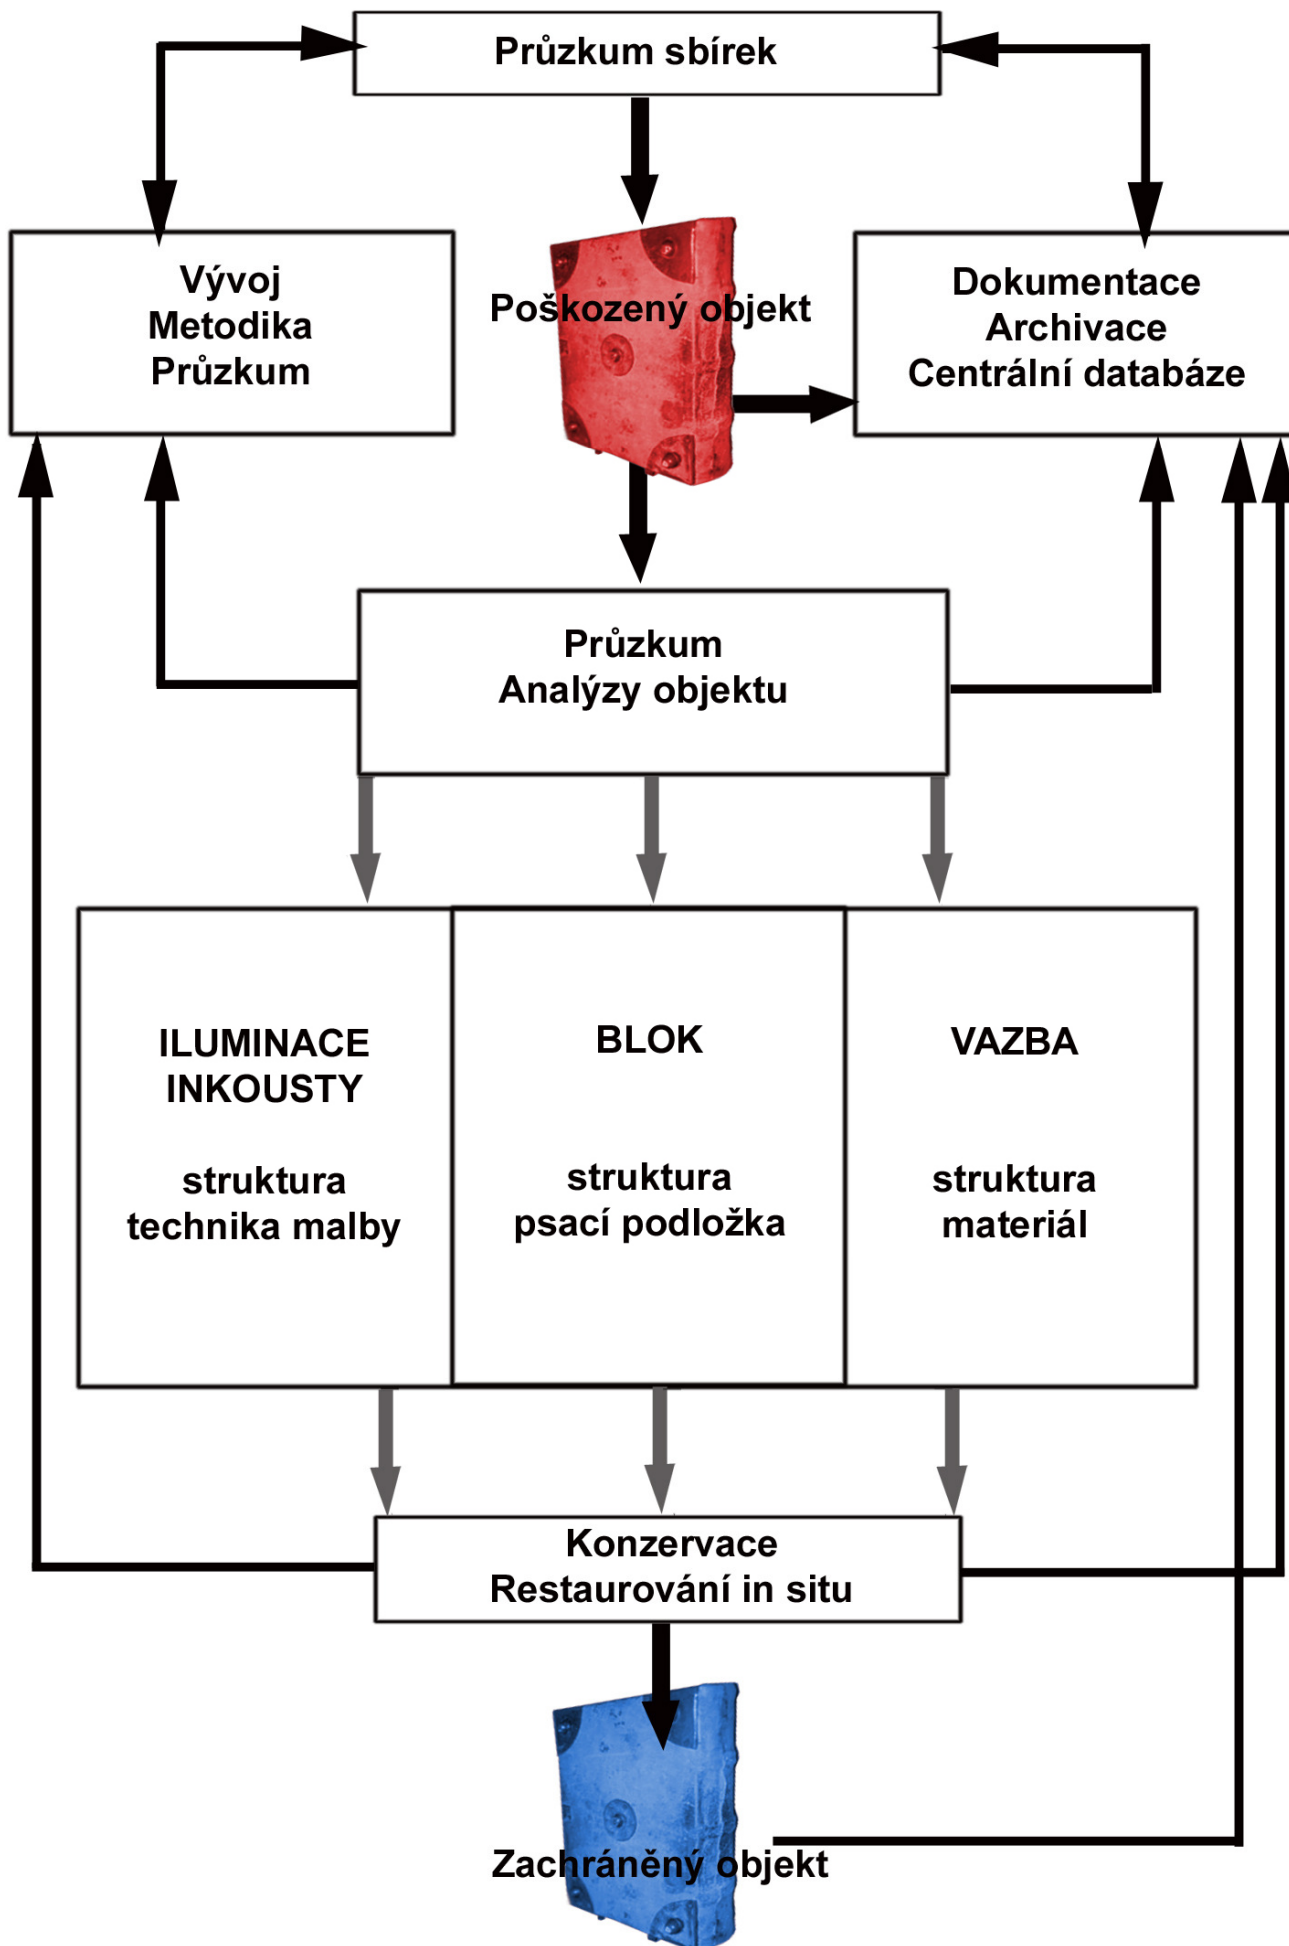 Průzkum sbírek
Vývoj
Metodika
Průzkum
Poškozený objekt
Dokumentace
Archivace
Centrální databáze
Průzkum
Analýzy objektu
ILUMINACE
INKOUSTY
struktura
technika malby
BLOK
struktura
psací podložka
VAZBA
struktura
materiál
Konzervace
Restaurování in situ
Zachráněný objekt